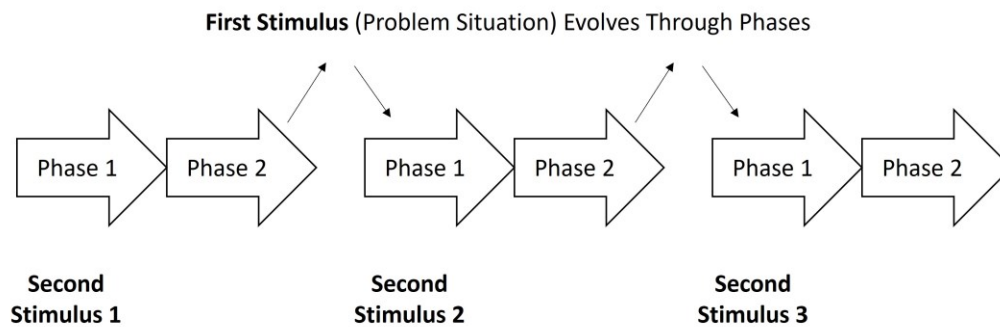 First Stimulus (Problem Situation) Evolves Through Phases
Phase 1
Phase 2
Phase 1
Phase 2
Phase 1
Phase 2
Second
Stimulus 1
Second
Stimulus 2
Second
Stimulus 3